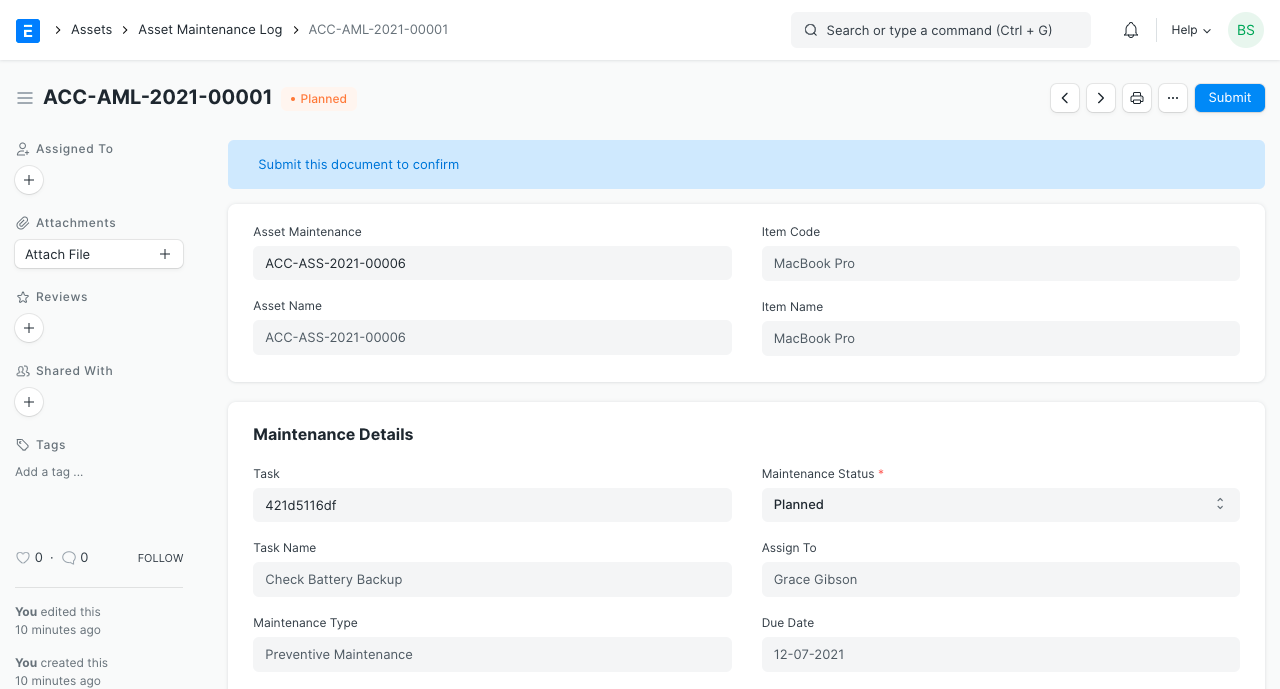 E
Assets Asset Maintenance Log ACC-AML-2021-00001
Search or type a command (Ctrl + G)
Help
BS
ACC-AML-2021-00001
• Planned
Submit
Assigned To
Attachments
Attach File
Reviews
Shared With
Tags
Add a tag ...
0 · 0 FOLLOW
You edited this
10 minutes ago
You created this
10 minutes ago
Submit this document to confirm
Asset Maintenance
ACC-ASS-2021-00006
Item Code
MacBook Pro
Asset Name
ACC-ASS-2021-00006
Item Name
MacBook Pro
Maintenance Details
Task
421d5116df
Maintenance Status *
Planned
Task Name
Check Battery Backup
Assign To
Grace Gibson
Maintenance Type
Preventive Maintenance
Due Date
12-07-2021